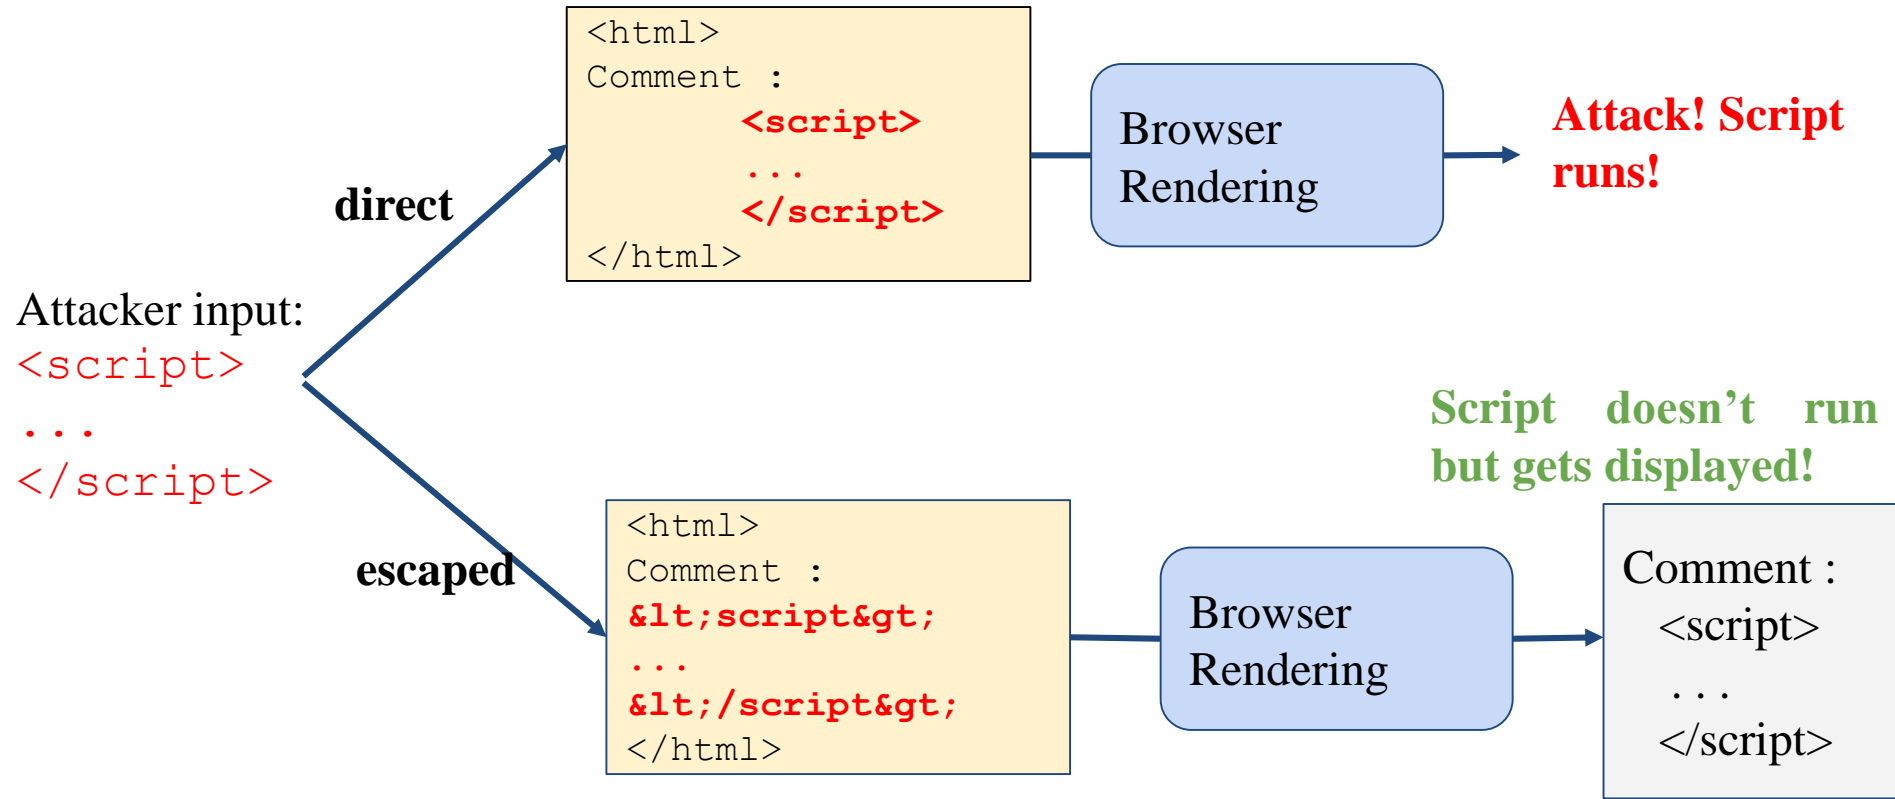 Attacker input:
<script>
...
</script>
direct
<html>
Comment :
<script>
...
</script>
</html>
Browser
Rendering
Attack! Script
runs!
escaped
<html>
Comment :
&lt;script&gt;
...
&lt;/script&gt;
</html>
Browser
Rendering
Script doesn’t run
but gets displayed!
Comment :
<script>
. . .
</script>